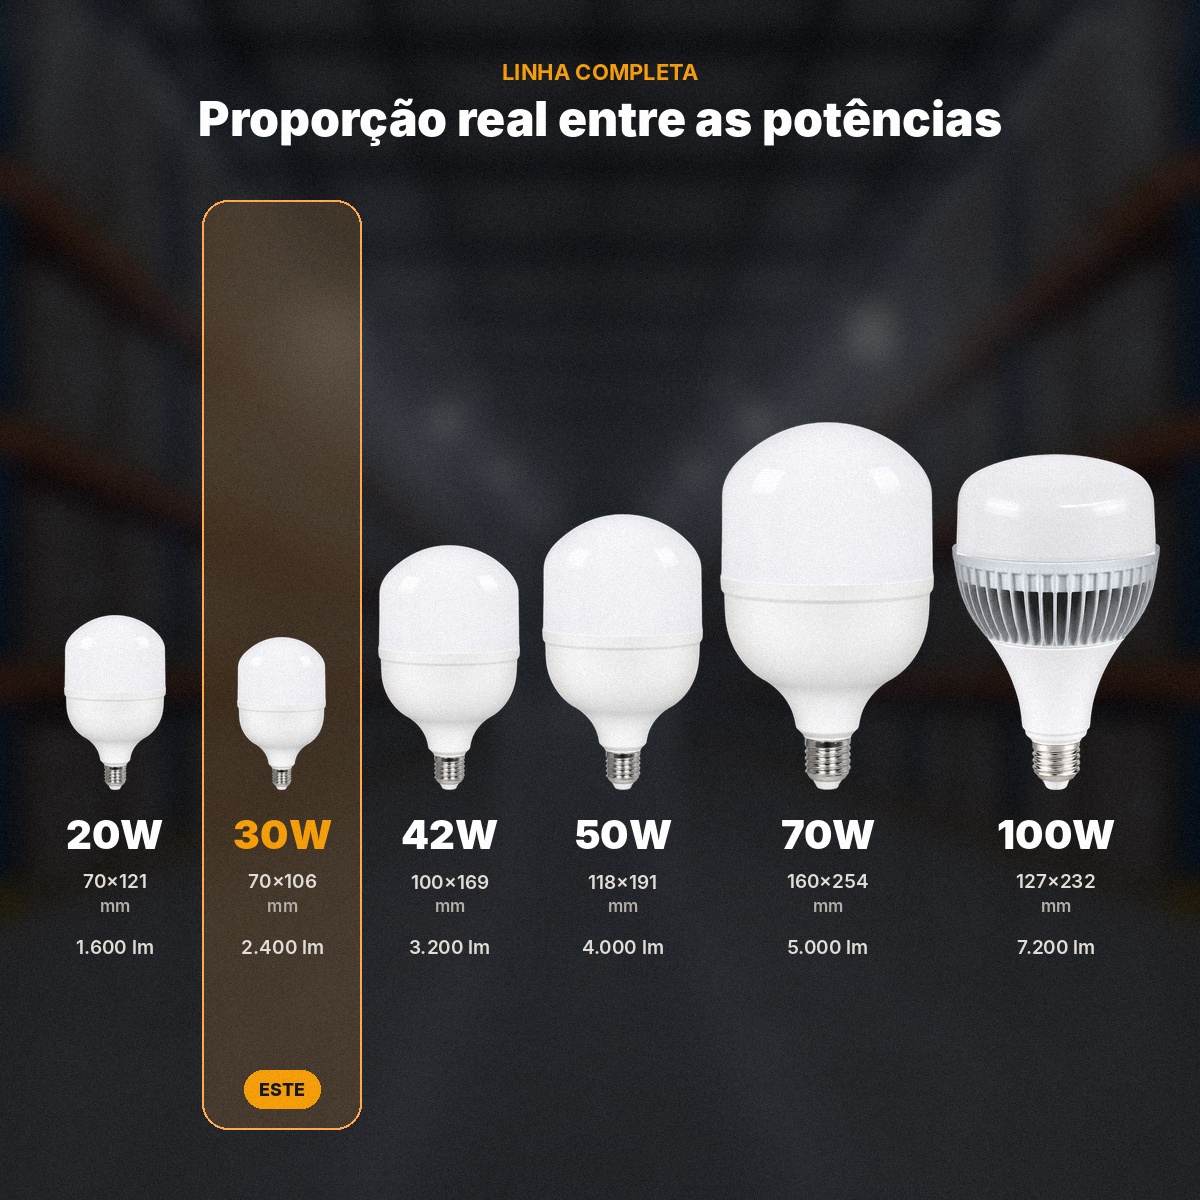 LINHA COMPLETA
Proporção real entre as potências
20W
70×121
mm
1.600 lm
30W
70×106
mm
2.400 lm
ESTE
42W
100×169
mm
3.200 lm
50W
118×191
mm
4.000 lm
70W
160×254
mm
5.000 lm
100W
127×232
mm
7.200 lm